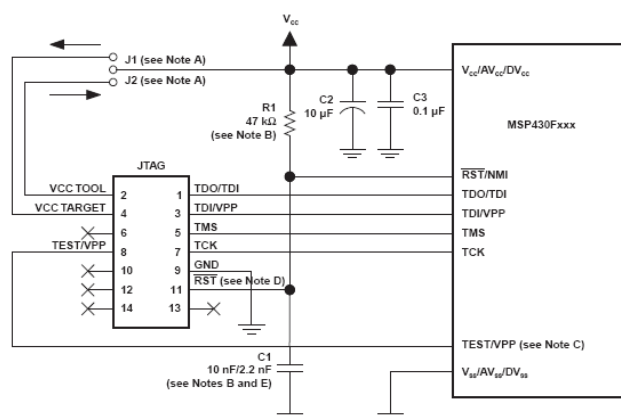 Vcc
J1 (see Note A)
J2 (see Note A)
Vcc/AVcc/DVcc
R1
47 kΩ
(see Note B)
C2
10 µF
C3
0.1 µF
MSP430Fxxx
JTAG
RST/NMI
VCC TOOL
2
1
TDO/TDI
TDO/TDI
VCC TARGET
4
3
TDI/VPP
TDI/VPP
6
5
TMS
TMS
TEST/VPP
8
7
TCK
TCK
10
9
GND
12
11
RST (see Note D)
14
13
TEST/VPP (see Note C)
C1
10 nF/2.2 nF
(see Notes B and E)
Vss/AVss/DVss